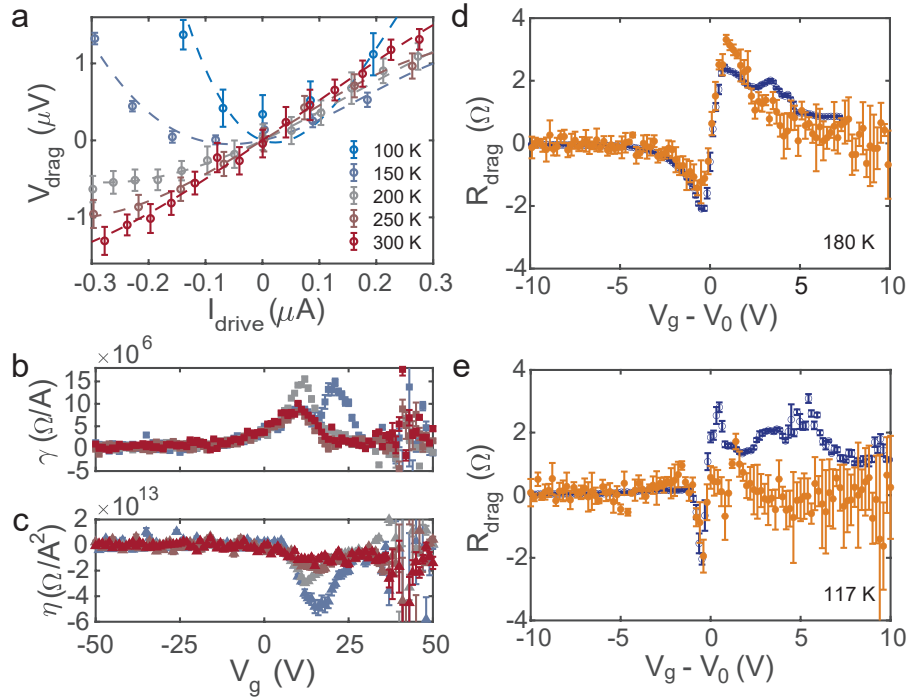 a
V_drag (μV)
1
0
-1
-0.3 -0.2 -0.1 0 0.1 0.2 0.3
I_drive (μA)
100 K
150 K
200 K
250 K
300 K
b
×10^6
γ (Ω/A)
15
10
5
0
-5
c
×10^13
η (Ω/A^2)
2
0
-2
-4
-6
-50 -25 0 25 50
V_g (V)
d
R_drag (Ω)
4
2
0
-2
-4
180 K
-10 -5 0 5 10
V_g - V_0 (V)
e
R_drag (Ω)
4
2
0
-2
-4
117 K
-10 -5 0 5 10
V_g - V_0 (V)